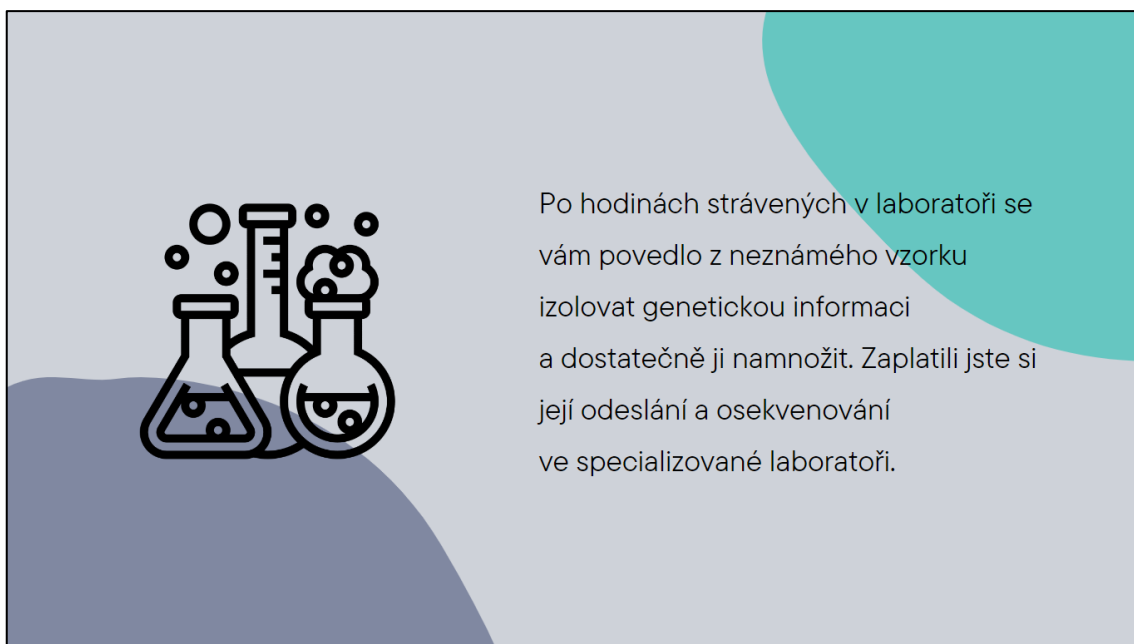 Po hodinách strávených v laboratoři se
vám povedlo z neznámého vzorku
izolovat genetickou informaci
a dostatečně ji namnožit. Zaplatili jste si
její odeslání a osekvenování
ve specializované laboratoři.